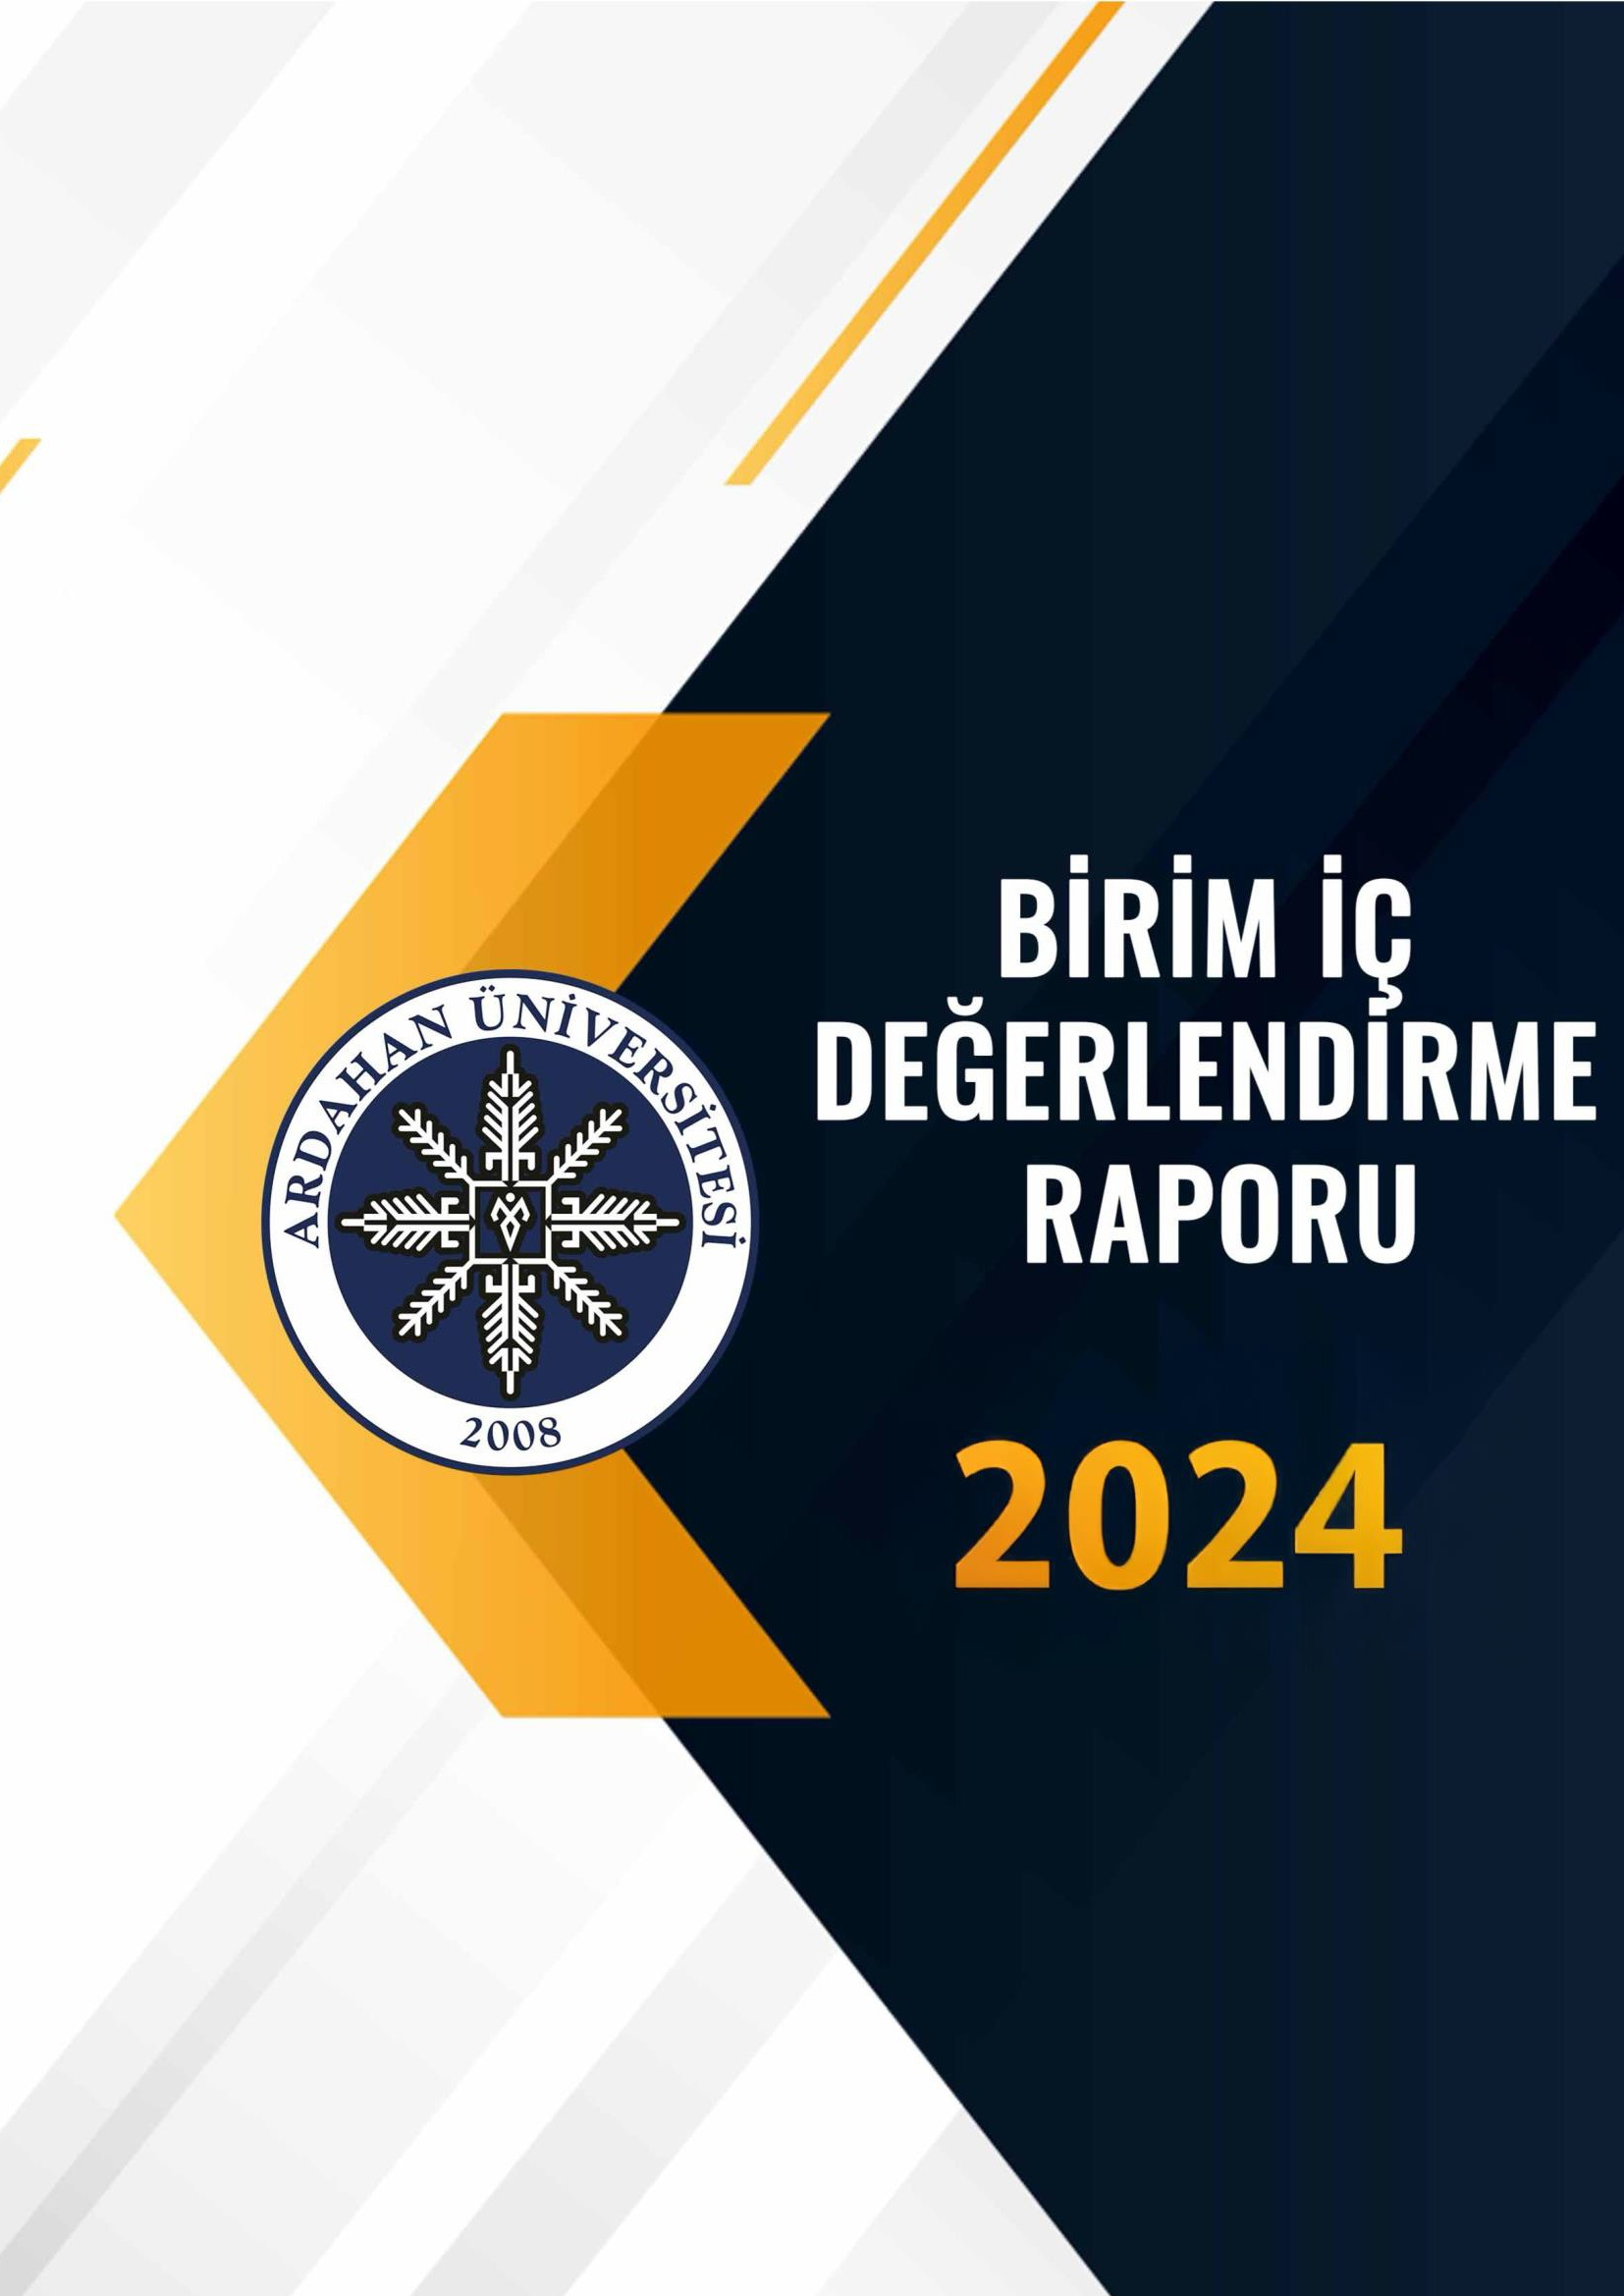 BİRİM İÇ
DEĞERLENDİRME
RAPORU
ARDAHAN ÜNİVERSİTESİ
2008
2024